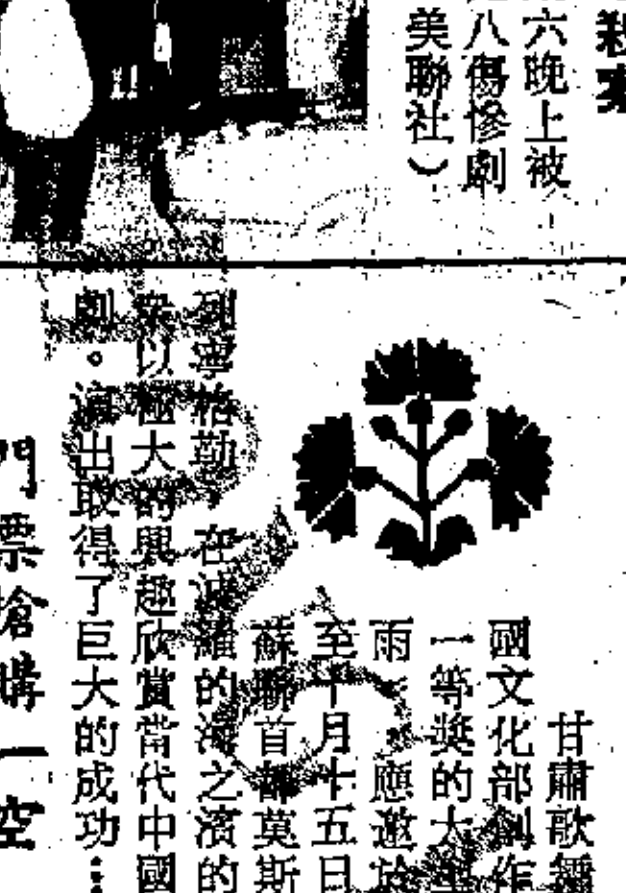 六晚上被
八傷慘劇
美聯社）
甘肅歌舞
國文化部創作
一等獎的大
雨 應邀於
至十月十五日
蘇聯首都莫斯
列寧格勒，在波羅的海之濱的
眾以極大的興趣欣賞當代中國
劇。演出取得了巨大的成功…
門票搶購一空